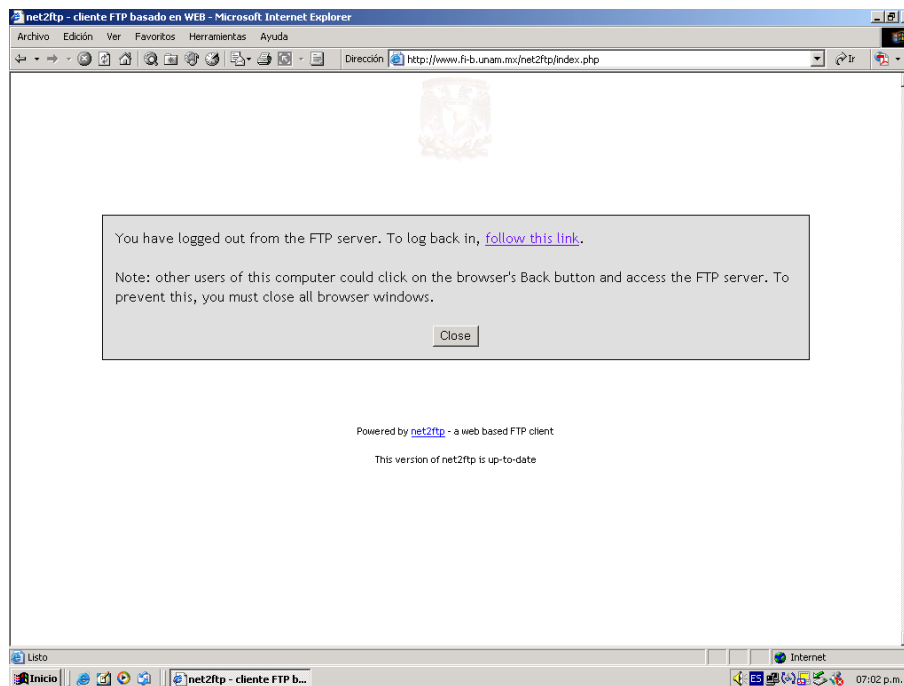 net2ftp - cliente FTP basado en WEB - Microsoft Internet Explorer
Archivo Edición Ver Favoritos Herramientas Ayuda
Dirección http://www.fi-b.unam.mx/net2ftp/index.php Ir
You have logged out from the FTP server. To log back in, follow this link.
Note: other users of this computer could click on the browser's Back button and access the FTP server. To
prevent this, you must close all browser windows.
Close
Powered by net2ftp - a web based FTP client
This version of net2ftp is up-to-date
Listo Internet
Inicio net2ftp - cliente FTP b... ES 07:02 p.m.